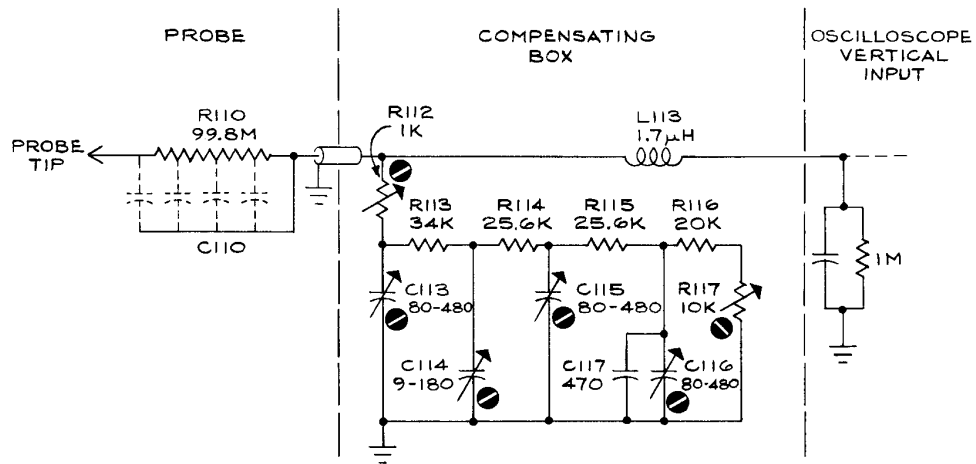 PROBE
COMPENSATING
BOX
OSCILLOSCOPE
VERTICAL
INPUT
R110
99.8M
R112
1K
L113
1.7µH
PROBE
TIP
R113
34K
R114
25.6K
R115
25.6K
R116
20K
C110
C113
80-480
C115
80-480
R117
10K
1M
C114
9-180
C117
470
C116
80-480